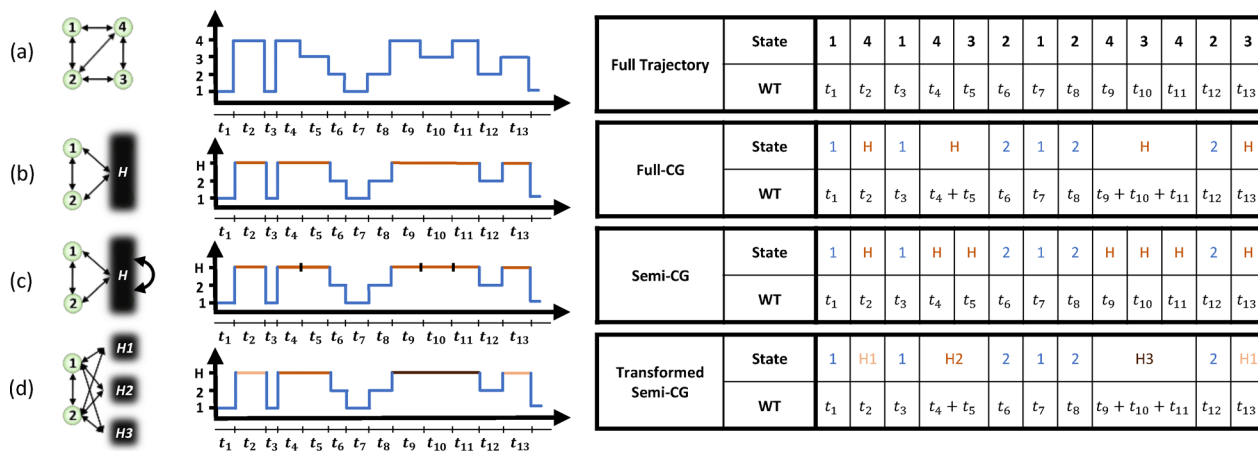 (a)
1 4
2 3
4
3
2
1
t₁ t₂ t₃ t₄ t₅ t₆ t₇ t₈ t₉ t₁₀ t₁₁ t₁₂ t₁₃
Full Trajectory
State 1 4 1 4 3 2 1 2 4 3 4 2 3
WT t₁ t₂ t₃ t₄ t₅ t₆ t₇ t₈ t₉ t₁₀ t₁₁ t₁₂ t₁₃
(b)
1
H
2
H
2
1
t₁ t₂ t₃ t₄ t₅ t₆ t₇ t₈ t₉ t₁₀ t₁₁ t₁₂ t₁₃
Full-CG
State 1 H 1 H 2 1 2 H 2 H
WT t₁ t₂ t₃ t₄ + t₅ t₆ t₇ t₈ t₉ + t₁₀ + t₁₁ t₁₂ t₁₃
(c)
1
H
2
H
2
1
t₁ t₂ t₃ t₄ t₅ t₆ t₇ t₈ t₉ t₁₀ t₁₁ t₁₂ t₁₃
Semi-CG
State 1 H 1 H H 2 1 2 H H H 2 H
WT t₁ t₂ t₃ t₄ t₅ t₆ t₇ t₈ t₉ t₁₀ t₁₁ t₁₂ t₁₃
(d)
H1
1
H2
2
H3
H
2
1
t₁ t₂ t₃ t₄ t₅ t₆ t₇ t₈ t₉ t₁₀ t₁₁ t₁₂ t₁₃
Transformed
Semi-CG
State 1 H1 1 H2 2 1 2 H3 2 H1
WT t₁ t₂ t₃ t₄ + t₅ t₆ t₇ t₈ t₉ + t₁₀ + t₁₁ t₁₂ t₁₃